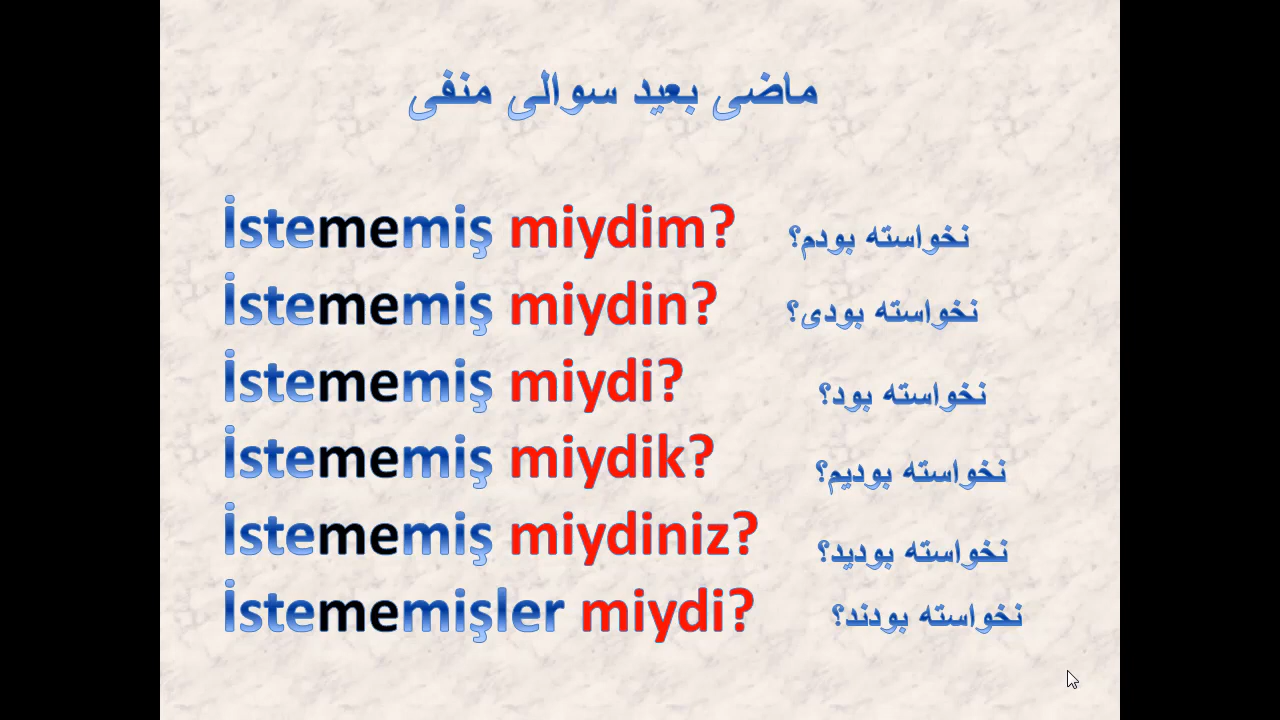 ماضی بعید سوالی منفی
İstememiş miydim? نخواسته بودم؟
İstememiş miydin? نخواسته بودی؟
İstememiş miydi? نخواسته بود؟
İstememiş miydik? نخواسته بودیم؟
İstememiş miydiniz? نخواسته بودید؟
İstememişler miydi? نخواسته بودند؟